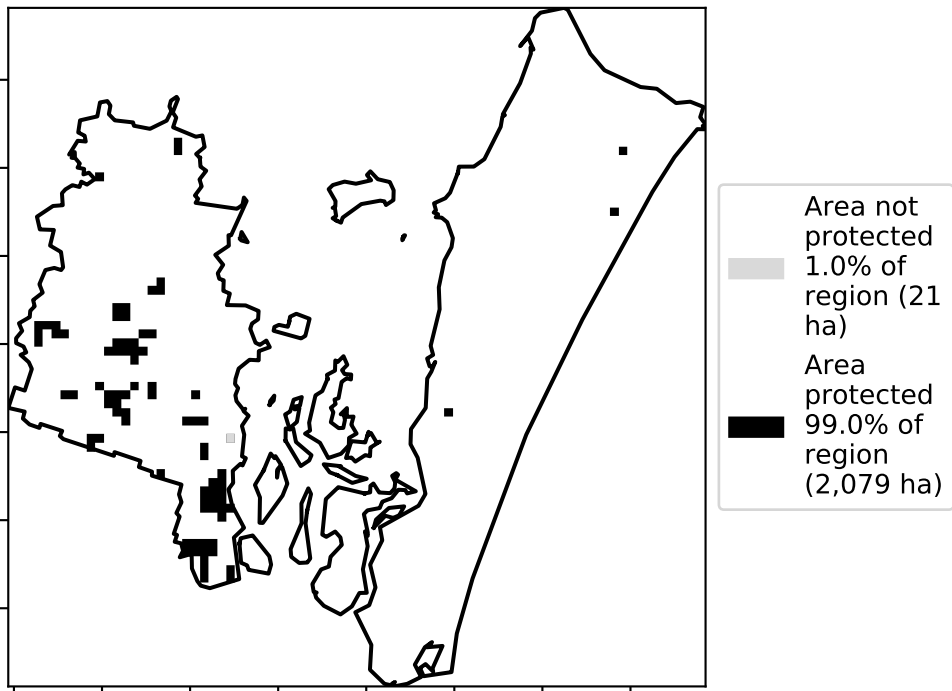 Area not
protected
1.0% of
region (21
ha)
Area
protected
99.0% of
region
(2,079 ha)